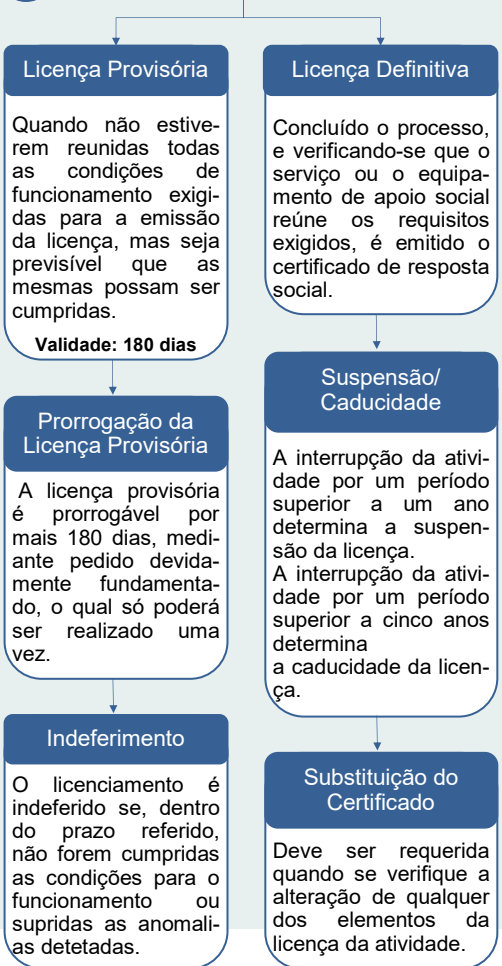 Licença Provisória
Quando não estive-
rem reunidas todas
as condições de
funcionamento exigi-
das para a emissão
da licença, mas seja
previsível que as
mesmas possam ser
cumpridas.
Validade: 180 dias
Prorrogação da
Licença Provisória
A licença provisória
é prorrogável por
mais 180 dias, medi-
ante pedido devida-
mente fundamenta-
do, o qual só poderá
ser realizado uma
vez.
Indeferimento
O licenciamento é
indeferido se, dentro
do prazo referido,
não forem cumpridas
as condições para o
funcionamento ou
supridas as anomali-
as detetadas.
Licença Definitiva
Concluído o processo,
e verificando-se que o
serviço ou o equipa-
mento de apoio social
reúne os requisitos
exigidos, é emitido o
certificado de resposta
social.
Suspensão/
Caducidade
A interrupção da ativi-
dade por um período
superior a um ano
determina a suspen-
são da licença.
A interrupção da ativi-
dade por um período
superior a cinco anos
determina
a caducidade da licen-
ça.
Substituição do
Certificado
Deve ser requerida
quando se verifique a
alteração de qualquer
dos elementos da
licença da atividade.